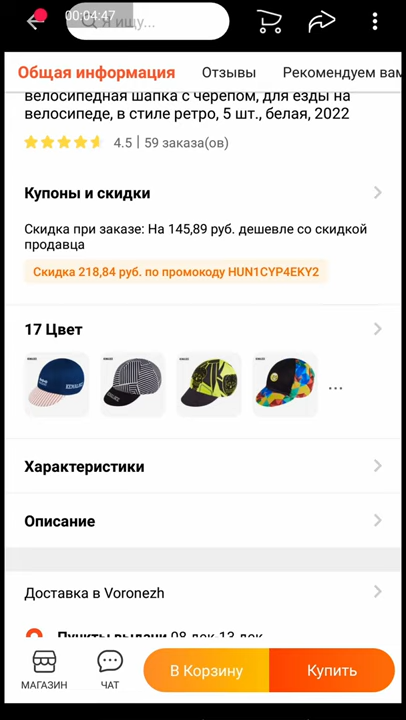 00:04:47
Я ищу...
Общая информация
Отзывы
Рекомендуем вам
велосипедная шапка с черепом, для езды на
велосипеде, в стиле ретро, 5 шт., белая, 2022
4.5 | 59 заказа(ов)
Купоны и скидки
Скидка при заказе: На 145,89 руб. дешевле со скидкой
продавца
Скидка 218,84 руб. по промокоду HUN1CYP4EKY2
17 Цвет
...
Характеристики
Описание
Доставка в Voronezh
Пункты выдачи 08 дек-13 дек
МАГАЗИН
ЧАТ
В Корзину
Купить